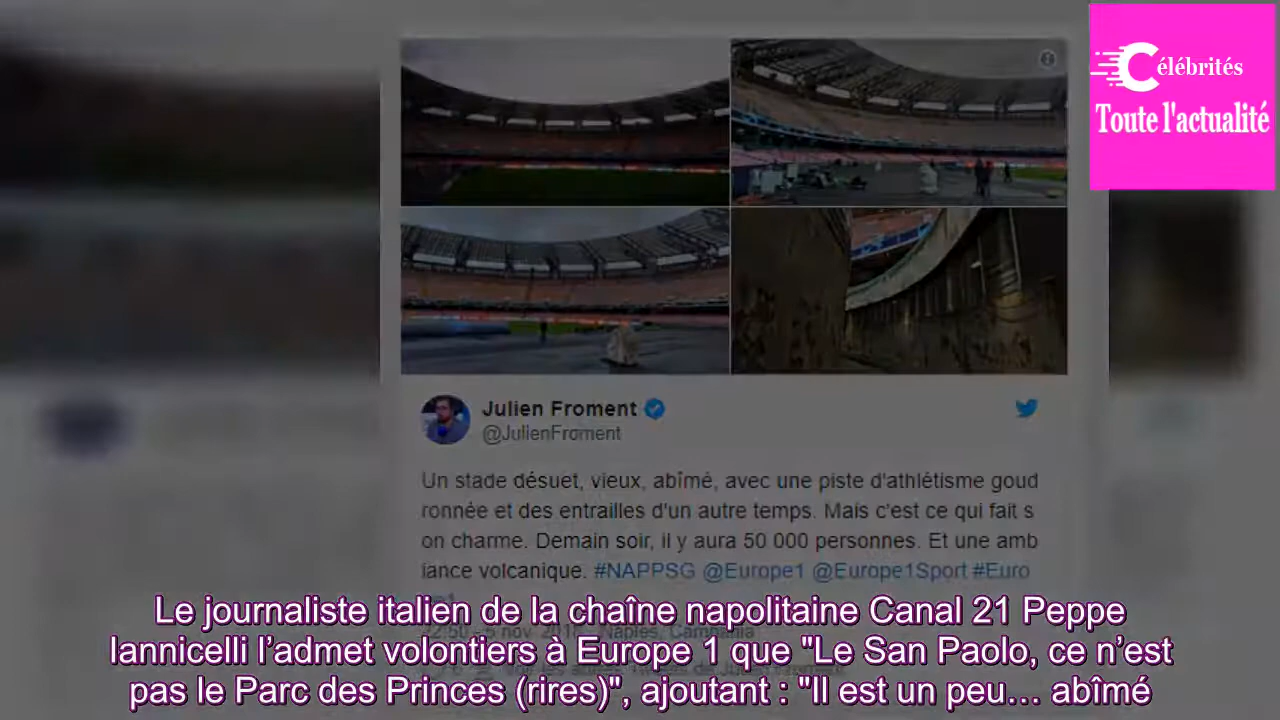 Célébrités
Toute l'actualité
Julien Froment
@JulienFroment
Un stade désuet, vieux, abîmé, avec une piste d'athlétisme goud
ronnée et des entrailles d'un autre temps. Mais c'est ce qui fait s
on charme. Demain soir, il y aura 50 000 personnes. Et une amb
iance volcanique. #NAPPSG @Europe1 @Europe1Sport #Euro
Le journaliste italien de la chaîne napolitaine Canal 21 Peppe
Iannicelli l’admet volontiers à Europe 1 que "Le San Paolo, ce n’est
pas le Parc des Princes (rires)", ajoutant : "Il est un peu… abîmé